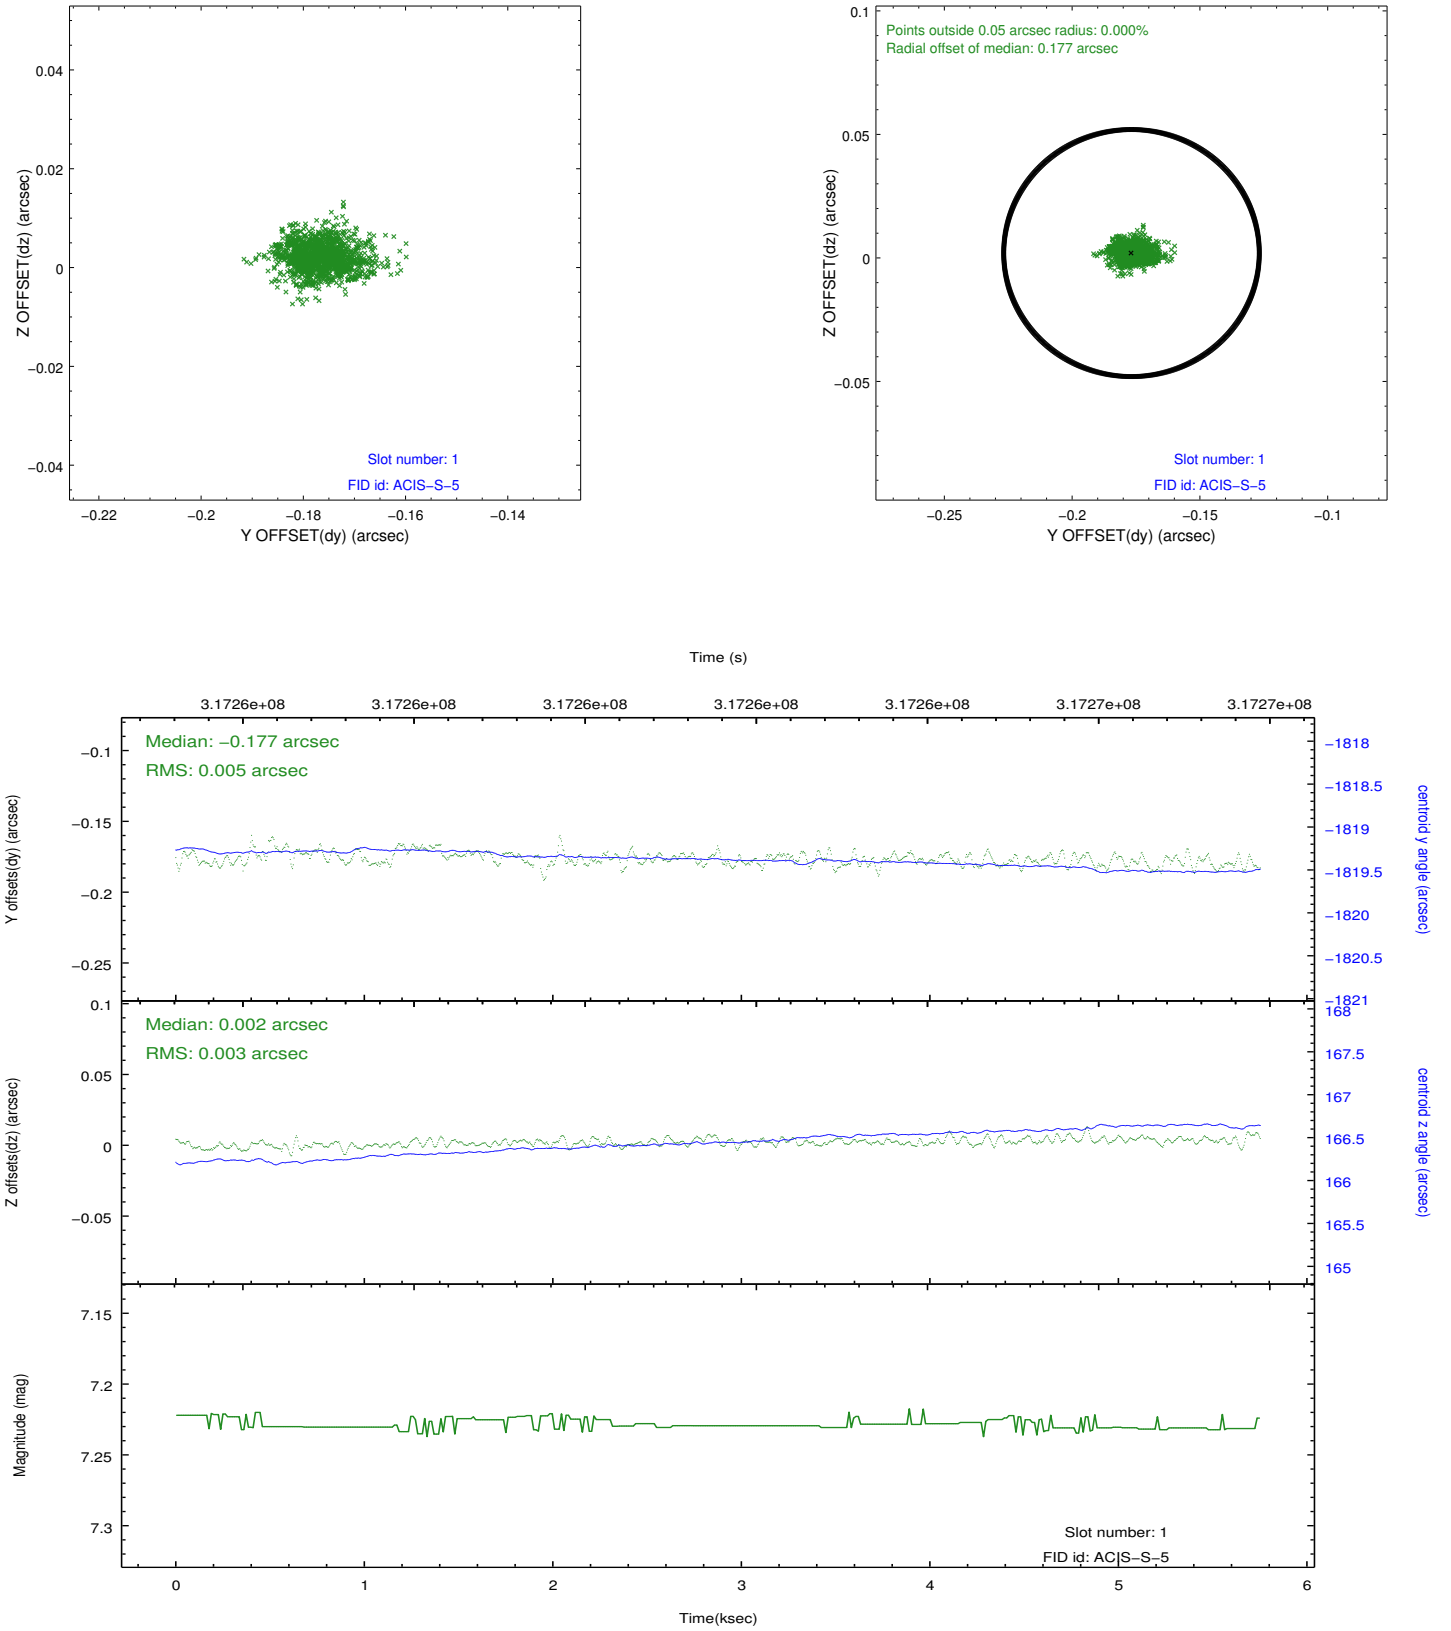 0.04
0.02
0
−0.02
−0.04
Z OFFSET(dz) (arcsec)
Slot number: 1
FID id: ACIS−S−5
−0.22
−0.2
−0.18
−0.16
−0.14
Y OFFSET(dy) (arcsec)
0.1
0.05
0
−0.05
Z OFFSET(dz) (arcsec)
Points outside 0.05 arcsec radius: 0.000%
Radial offset of median: 0.177 arcsec
Slot number: 1
FID id: ACIS−S−5
−0.25
−0.2
−0.15
−0.1
Y OFFSET(dy) (arcsec)
Time (s)
3.1726e+08
3.1726e+08
3.1726e+08
3.1726e+08
3.1726e+08
3.1727e+08
3.1727e+08
Median: −0.177 arcsec
RMS: 0.005 arcsec
−0.1
−0.15
−0.2
−0.25
Y offsets(dy) (arcsec)
−1818
−1818.5
−1819
−1819.5
−1820
−1820.5
−1821
centroid y angle (arcsec)
Median: 0.002 arcsec
RMS: 0.003 arcsec
0.1
0.05
0
−0.05
Z offsets(dz) (arcsec)
168
167.5
167
166.5
166
165.5
165
centroid z angle (arcsec)
7.15
7.2
7.25
7.3
Magnitude (mag)
Slot number: 1
FID id: ACIS−S−5
0
1
2
3
4
5
6
Time(ksec)